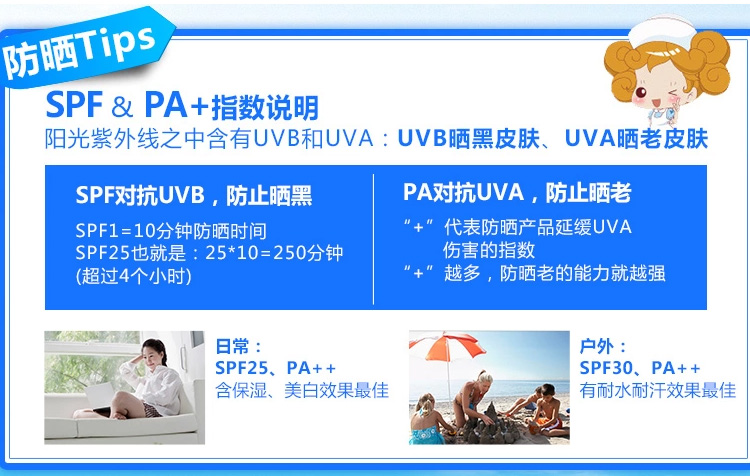 防晒Tips
SPF & PA+指数说明
阳光紫外线之中含有UVB和UVA：UVB晒黑皮肤、UVA晒老皮肤
SPF对抗UVB，防止晒黑
SPF1=10分钟防晒时间
SPF25也就是：25*10=250分钟
(超过4个小时)
PA对抗UVA，防止晒老
“+”代表防晒产品延缓UVA
伤害的指数
“+”越多，防晒老的能力就越强
日常：
SPF25、PA++
含保湿、美白效果最佳
户外：
SPF30、PA++
有耐水耐汗效果最佳